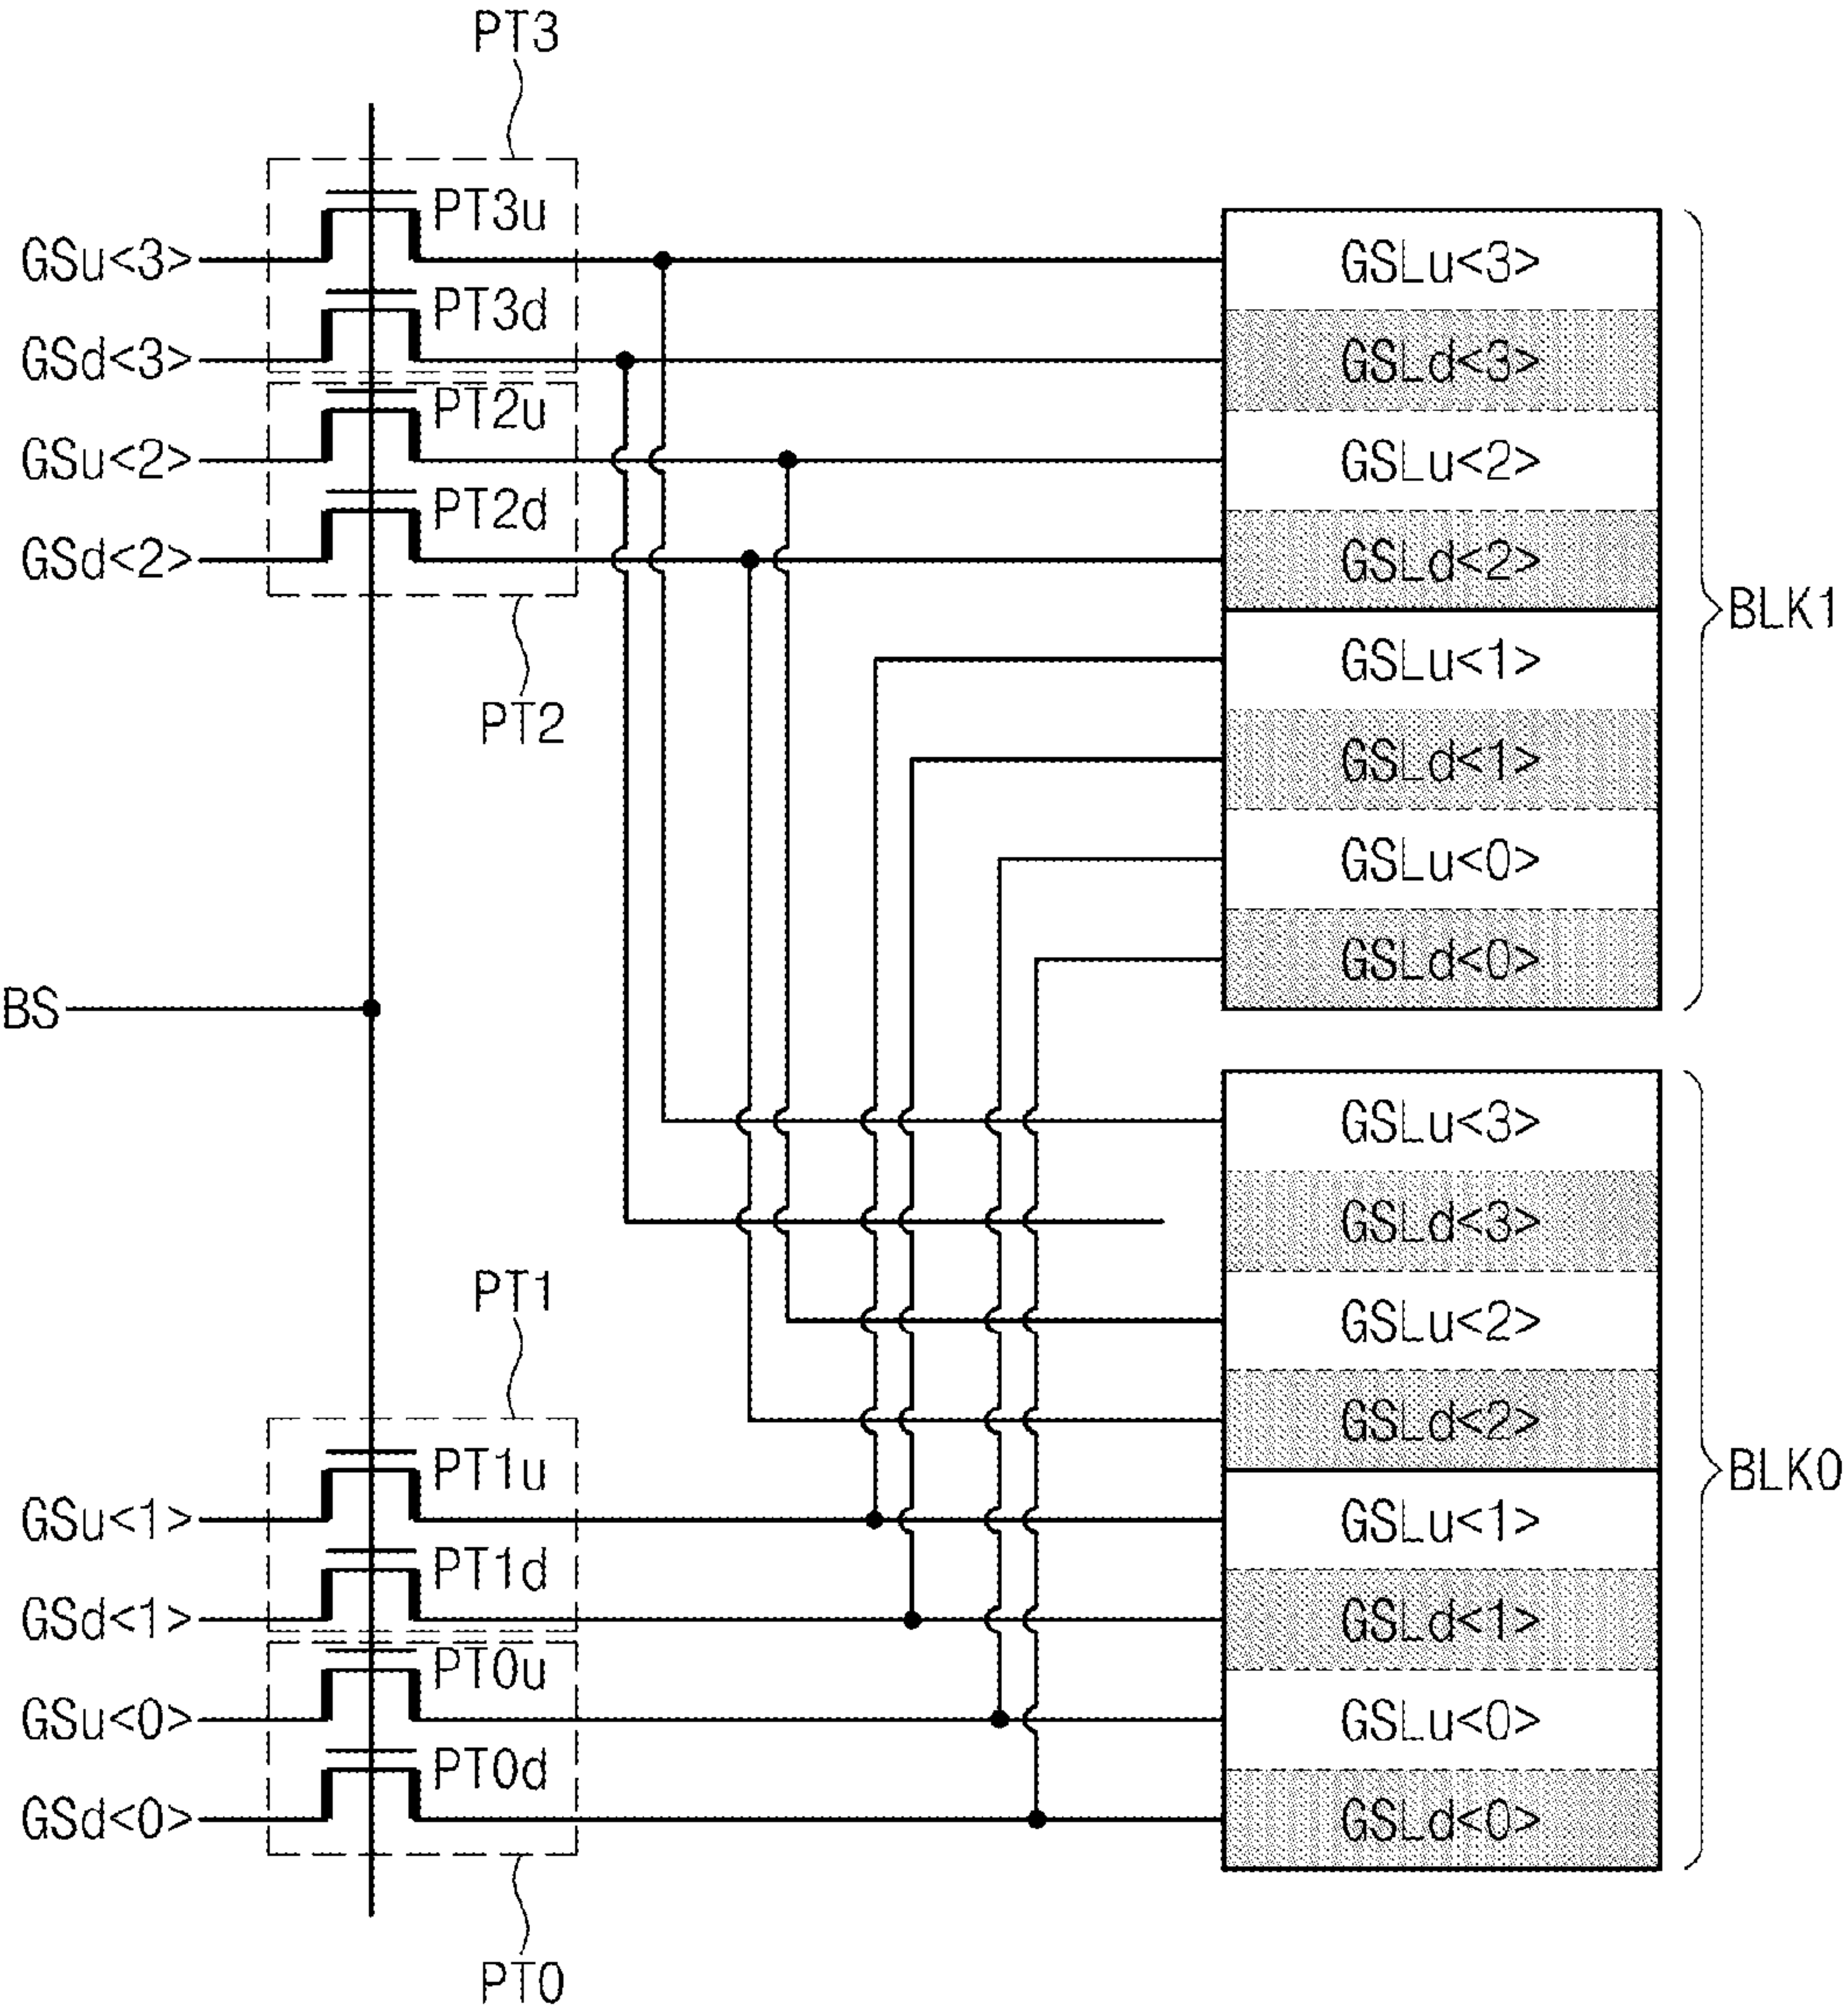 PT3
PT3u
GSu<3>
GSLu<3>
PT3d
GSd<3>
GSLd<3>
PT2u
GSu<2>
GSLu<2>
PT2d
GSd<2>
GSLd<2>
BLK1
GSLu<1>
PT2
GSLd<1>
GSLu<0>
GSLd<0>
BS
GSLu<3>
GSLd<3>
PT1
GSLu<2>
GSLd<2>
BLK0
PT1u
GSu<1>
GSLu<1>
PT1d
GSd<1>
GSLd<1>
PT0u
GSu<0>
GSLu<0>
PT0d
GSd<0>
GSLd<0>
PT0